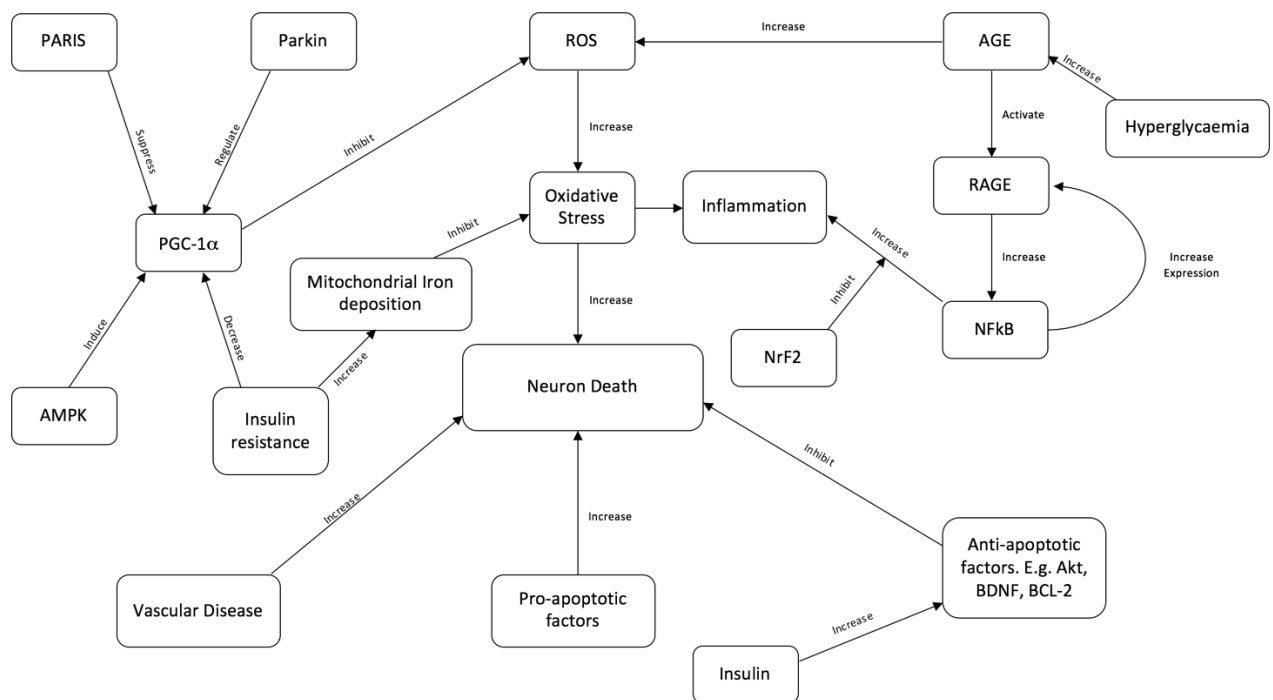 PARIS
Parkin
ROS
Increase
AGE
Increase
Hyperglycaemia
Suppress
Regulate
Inhibit
Increase
Activate
RAGE
Oxidative
Stress
Inflammation
PGC-1α
Inhibit
Mitochondrial Iron
deposition
Increase
Increase
Increase
Expression
Inhibit
NFkB
Induce
Decrease
Increase
Increase
NrF2
Neuron Death
AMPK
Insulin
resistance
Inhibit
Increase
Increase
Vascular Disease
Pro-apoptotic
factors
Anti-apoptotic
factors. E.g. Akt,
BDNF, BCL-2
Increase
Insulin